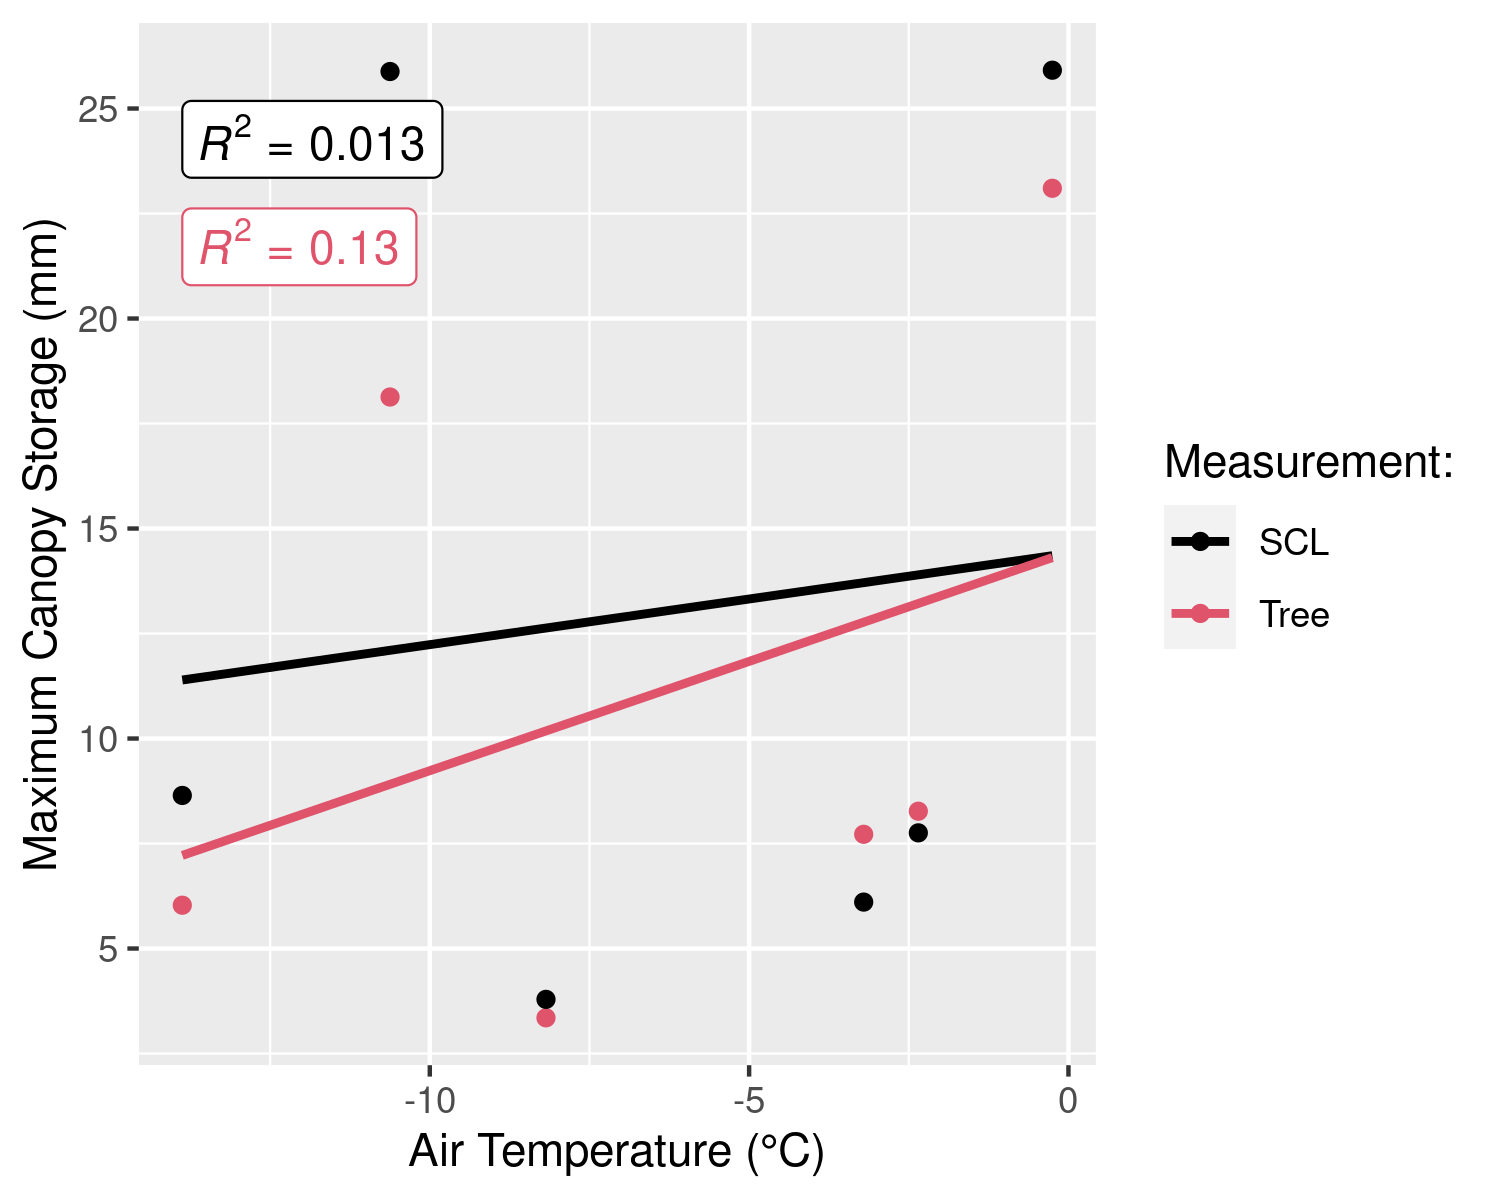 R² = 0.013
R² = 0.13
25
20
15
10
5
-10
-5
0
Maximum Canopy Storage (mm)
Air Temperature (°C)
Measurement:
SCL
Tree